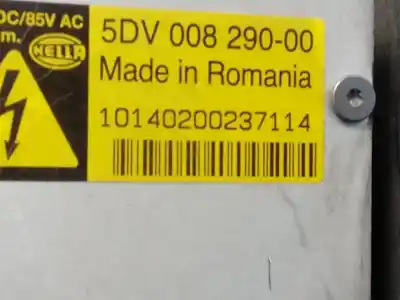 DC/85V AC
m.
HELLA
5DV 008 290-00
Made in Romania
10140200237114